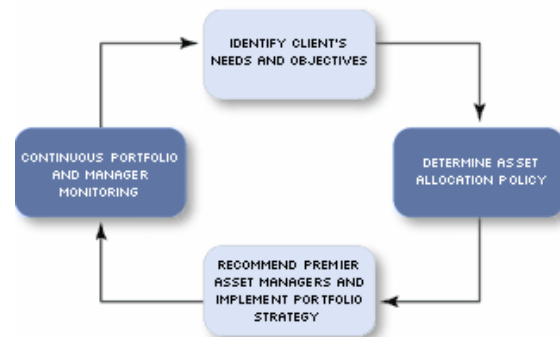 IDENTIFY CLIENT'S
NEEDS AND OBJECTIVES
CONTINUOUS PORTFOLIO
AND MANAGER
MONITORING
DETERMINE ASSET
ALLOCATION POLICY
RECOMMEND PREMIER
ASSET MANAGERS AND
IMPLEMENT PORTFOLIO
STRATEGY